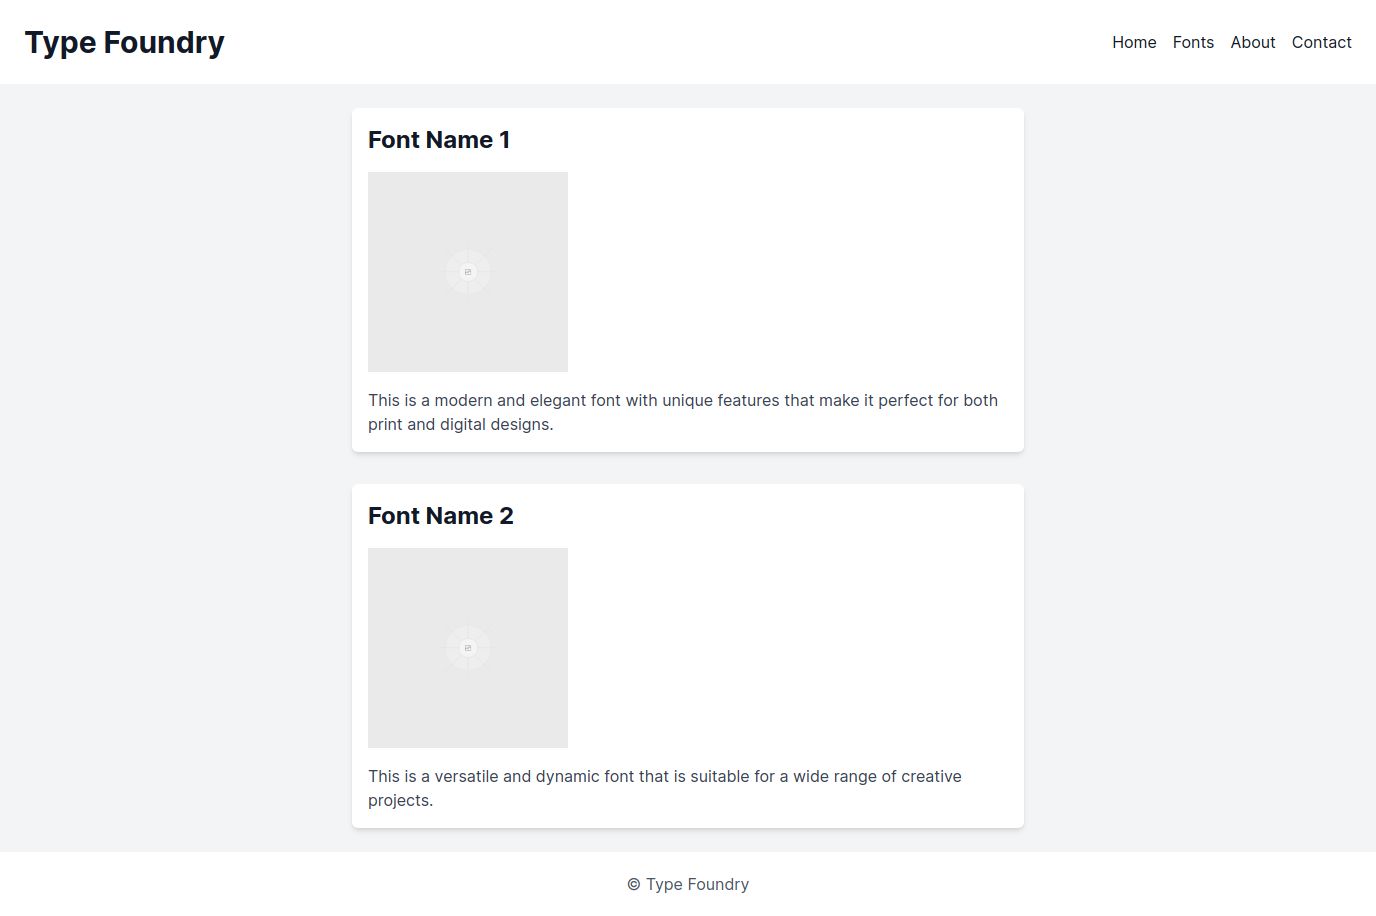 Type Foundry
Home Fonts About Contact
Font Name 1
This is a modern and elegant font with unique features that make it perfect for both
print and digital designs.
Font Name 2
This is a versatile and dynamic font that is suitable for a wide range of creative
projects.
© Type Foundry